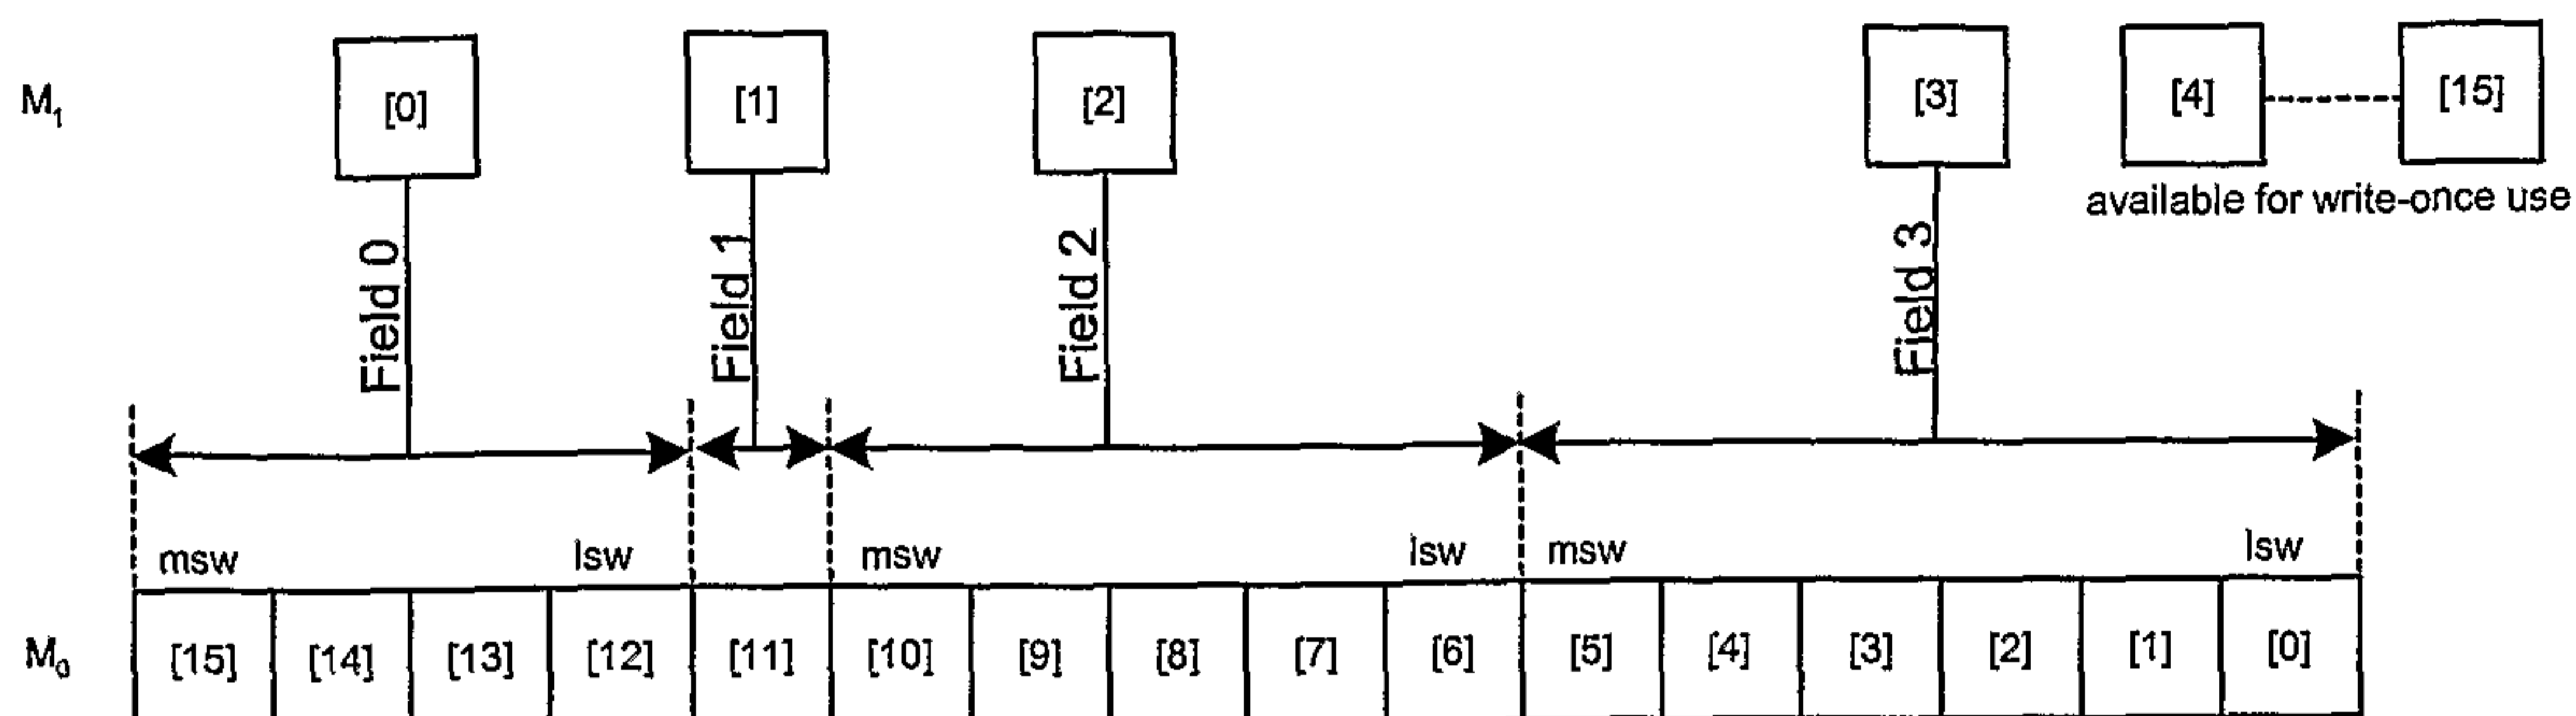 M1 [0] [1] [2] [3] [4] [15]
available for write-once use
Field 0 Field 1 Field 2 Field 3
msw lsw msw lsw msw lsw
M0 [15] [14] [13] [12] [11] [10] [9] [8] [7] [6] [5] [4] [3] [2] [1] [0]